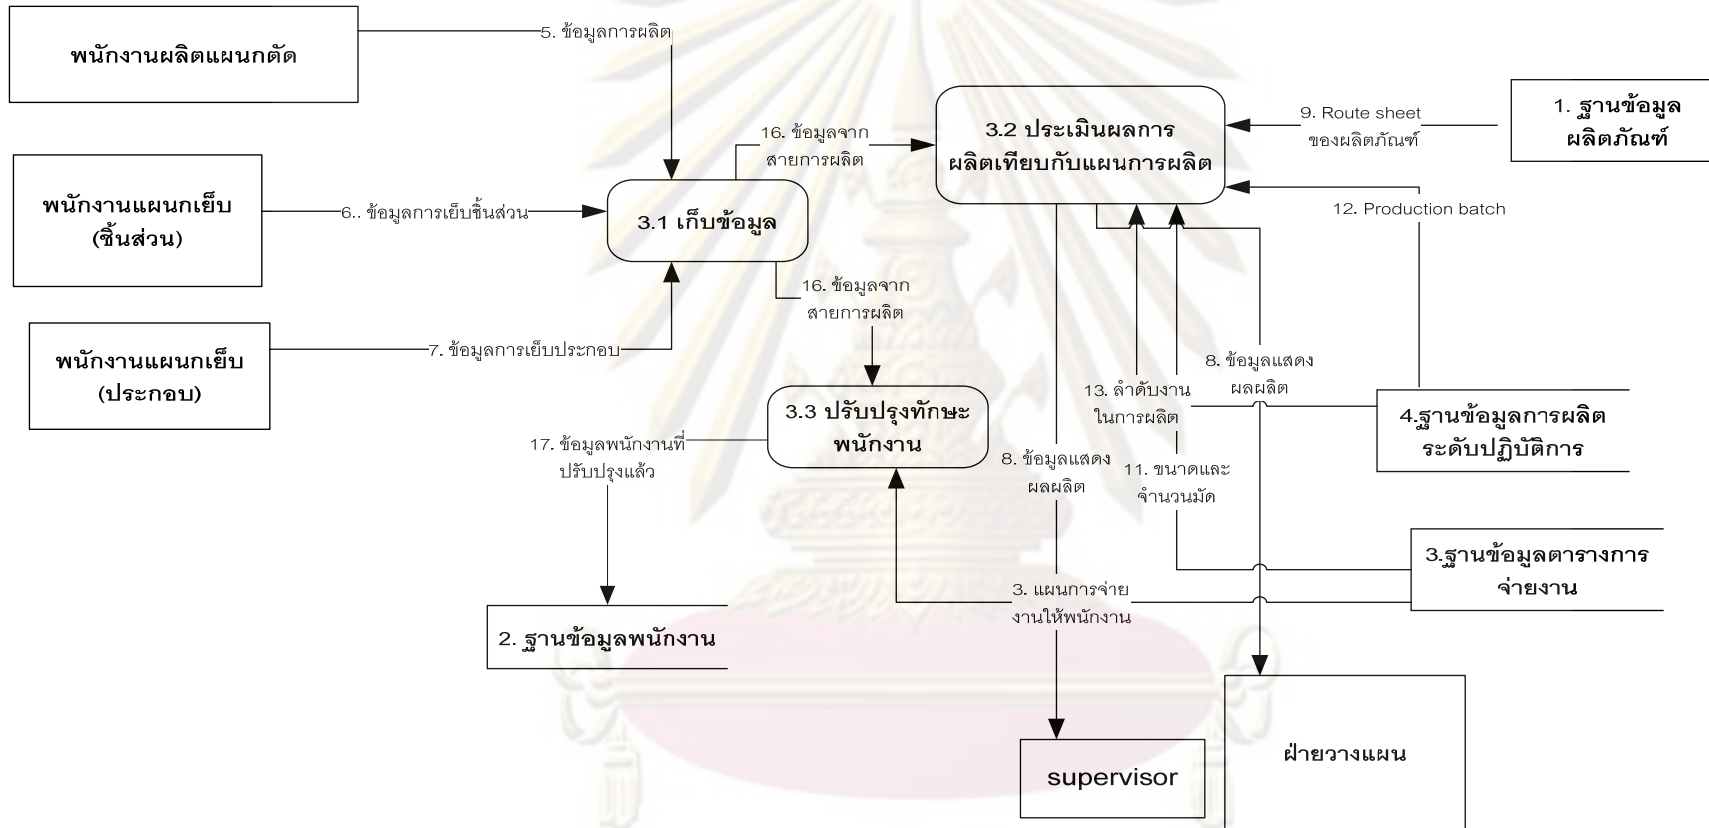 พนักงานผลิตแผนกตัด
5. ข้อมูลการผลิต
1. ฐานข้อมูล
ผลิตภัณฑ์
9. Route sheet
ของผลิตภัณฑ์
3.2 ประเมินผลการ
ผลิตเทียบกับแผนการผลิต
16. ข้อมูลจาก
สายการผลิต
พนักงานแผนกเย็บ
(ชิ้นส่วน)
6.. ข้อมูลการเย็บชิ้นส่วน
3.1 เก็บข้อมูล
12. Production batch
16. ข้อมูลจาก
สายการผลิต
พนักงานแผนกเย็บ
(ประกอบ)
7. ข้อมูลการเย็บประกอบ
8. ข้อมูลแสดง
ผลผลิต
13. ลำดับงาน
ในการผลิต
3.3 ปรับปรุงทักษะ
พนักงาน
4.ฐานข้อมูลการผลิต
ระดับปฏิบัติการ
17. ข้อมูลพนักงานที่
ปรับปรุงแล้ว
8. ข้อมูลแสดง
ผลผลิต
11. ขนาดและ
จำนวนมัด
3.ฐานข้อมูลตารางการ
จ่ายงาน
3. แผนการจ่าย
งานให้พนักงาน
2. ฐานข้อมูลพนักงาน
supervisor
ฝ่ายวางแผน